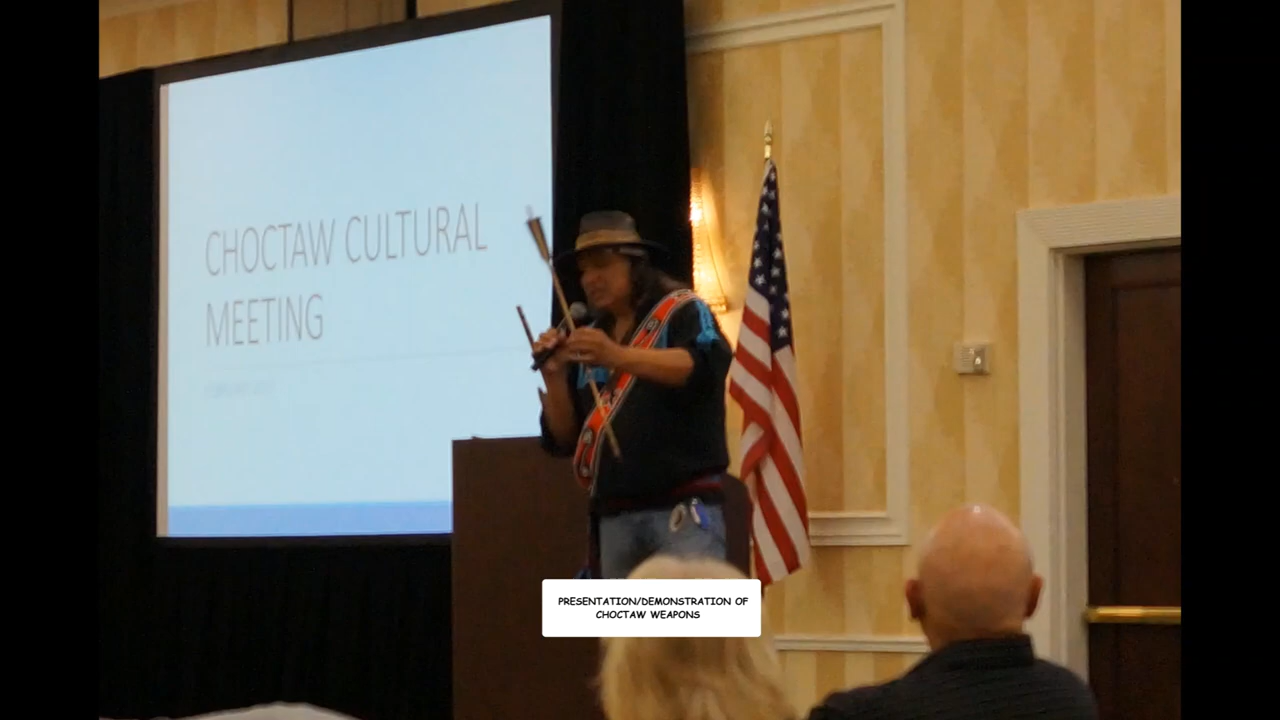 CHOCTAW CULTURAL
MEETING
PRESENTATION/DEMONSTRATION OF
CHOCTAW WEAPONS